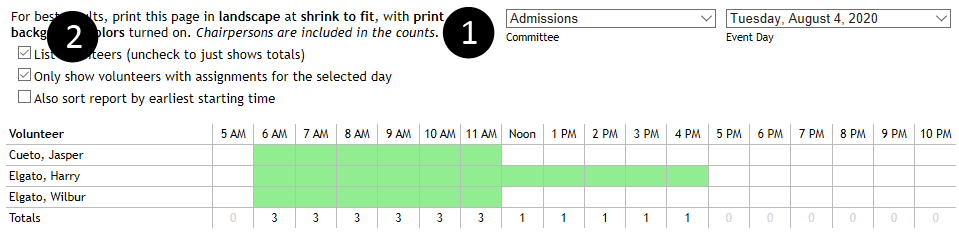 For bes ults, print this page in landscape at shrink to fit, with print
backg olors turned on. Chairpersons are included in the counts.
2
1
Admissions
Tuesday, August 4, 2020
Committee
Event Day
List unteers (uncheck to just shows totals)
Only show volunteers with assignments for the selected day
Also sort report by earliest starting time
Volunteer 5 AM 6 AM 7 AM 8 AM 9 AM 10 AM 11 AM Noon 1 PM 2 PM 3 PM 4 PM 5 PM 6 PM 7 PM 8 PM 9 PM 10 PM
Cueto, Jasper
Elgato, Harry
Elgato, Wilbur
Totals 0 3 3 3 3 3 3 1 1 1 1 1 0 0 0 0 0 0